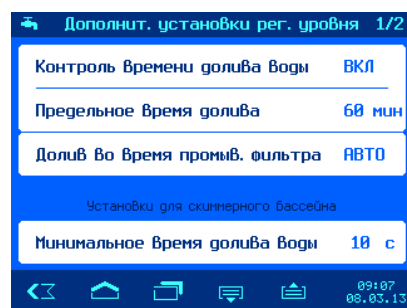 Дополнит. установки рег. уровня 1/2
Контроль времени долива воды ВКЛ
Предельное время долива 60 мин
Долив во время промыв. фильтра АВТО
Установки для скиммерного бассейна
Минимальное время долива воды 10 с
09:07
08.03.13